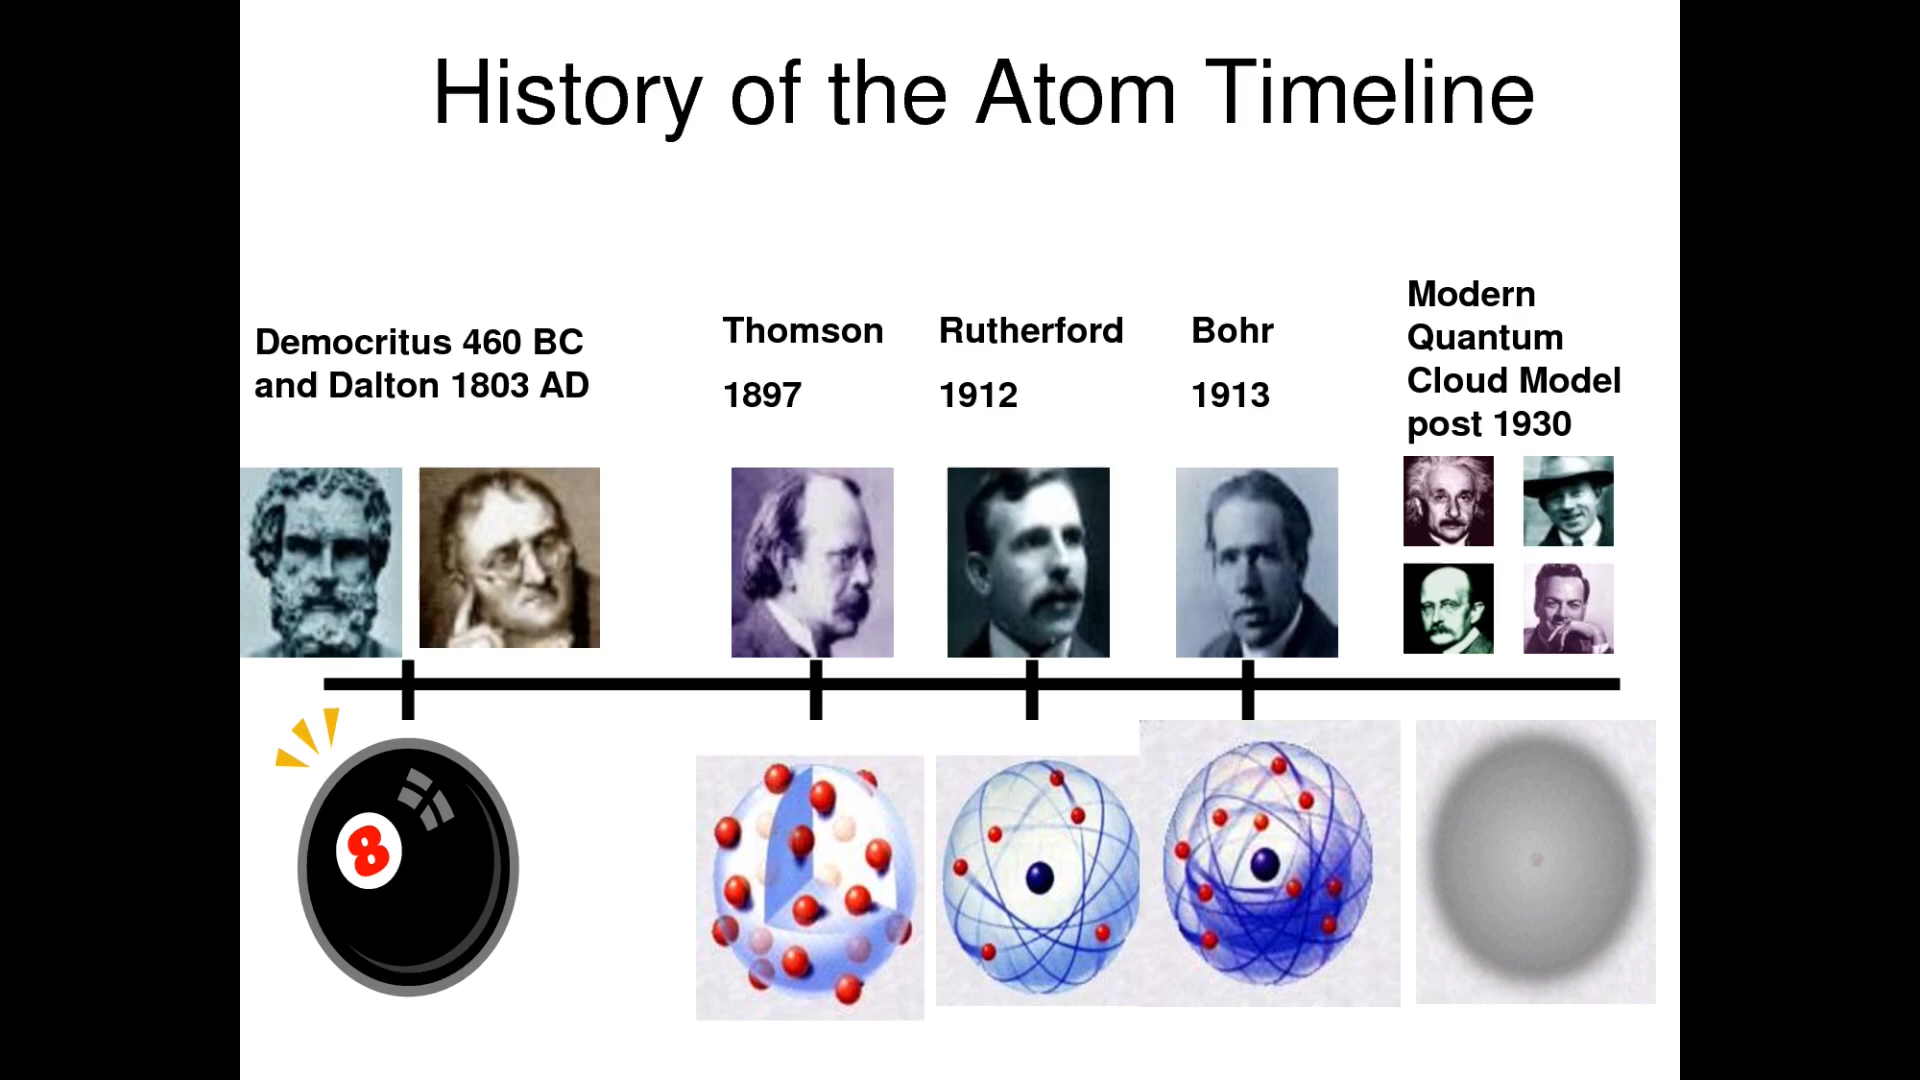 History of the Atom Timeline
Democritus 460 BC
and Dalton 1803 AD
Thomson
1897
Rutherford
1912
Bohr
1913
Modern
Quantum
Cloud Model
post 1930
8